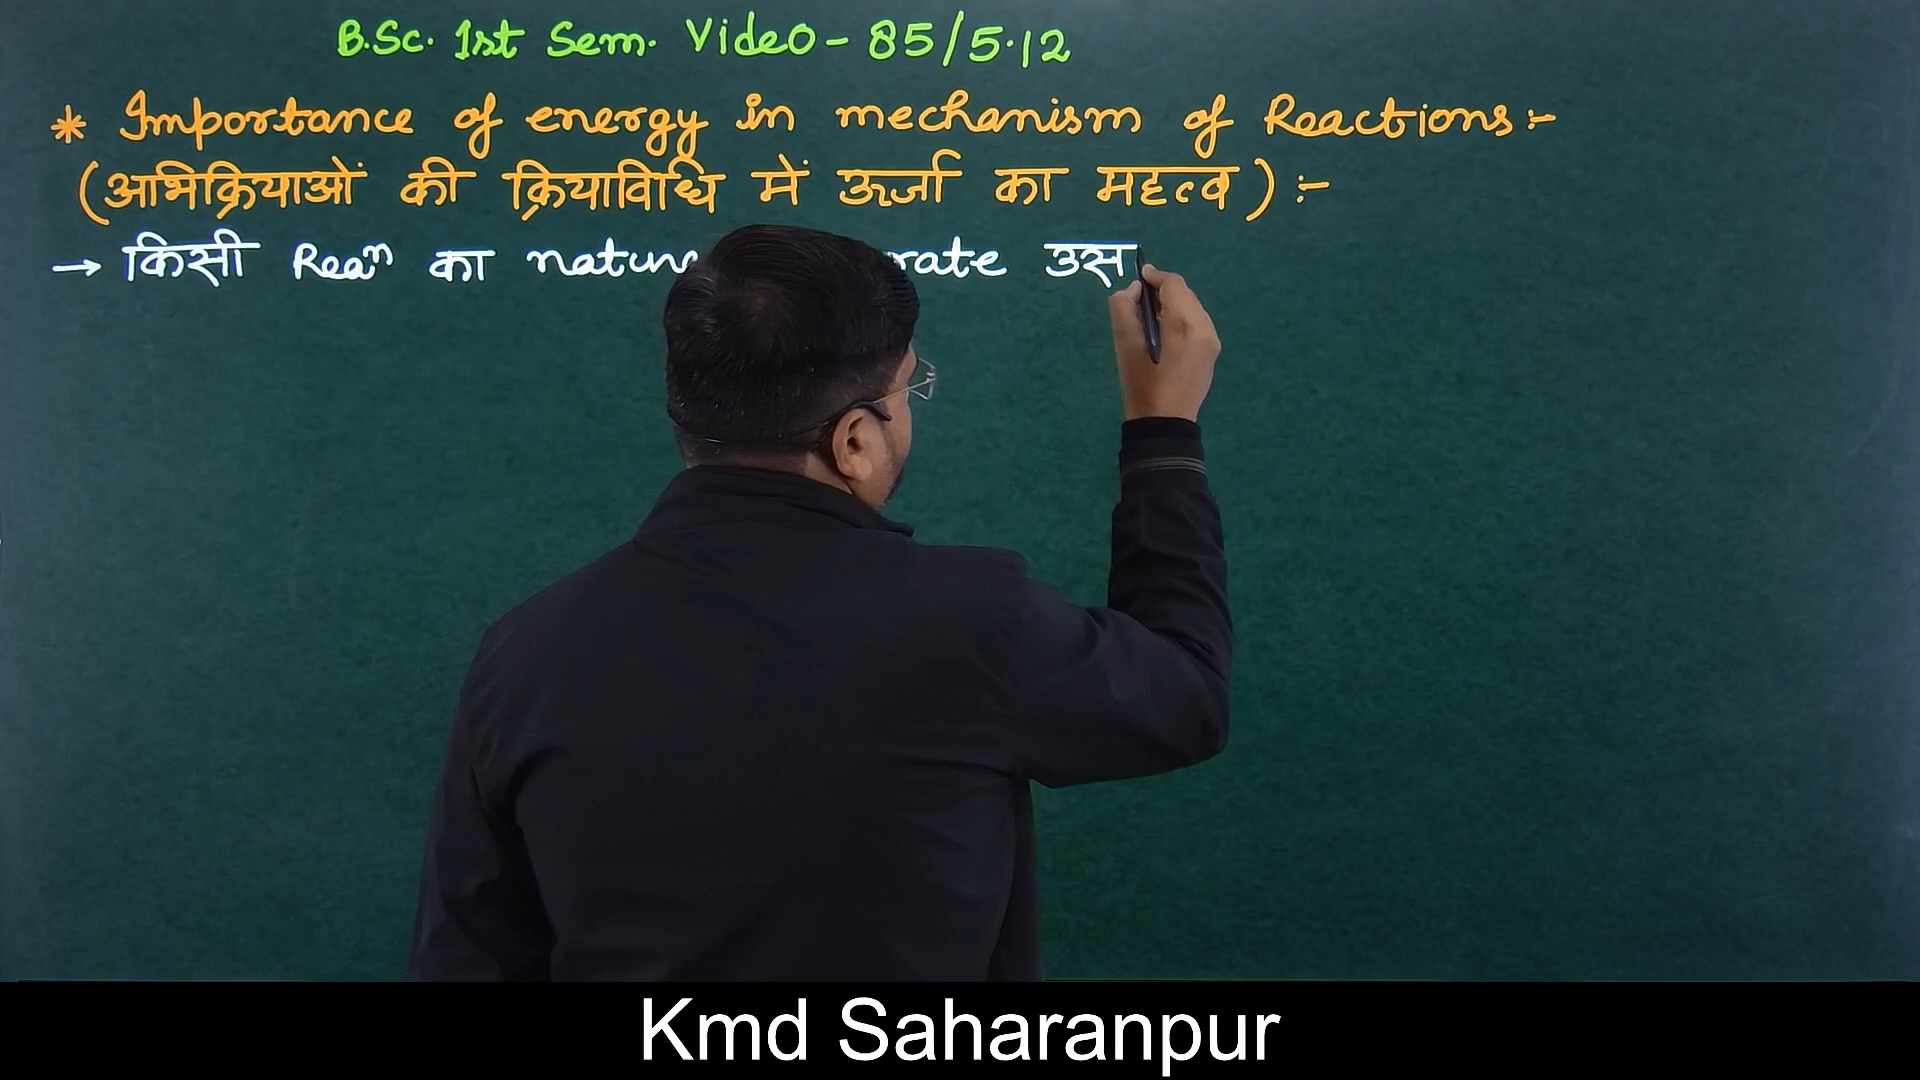 B.Sc. 1st Sem. Video - 85/5.12
* Importance of energy in mechanism of Reactions:-
(अभिक्रियाओं की क्रियाविधि में ऊर्जा का महत्व) :-
→ किसी Reaⁿ का rate उस
Kmd Saharanpur